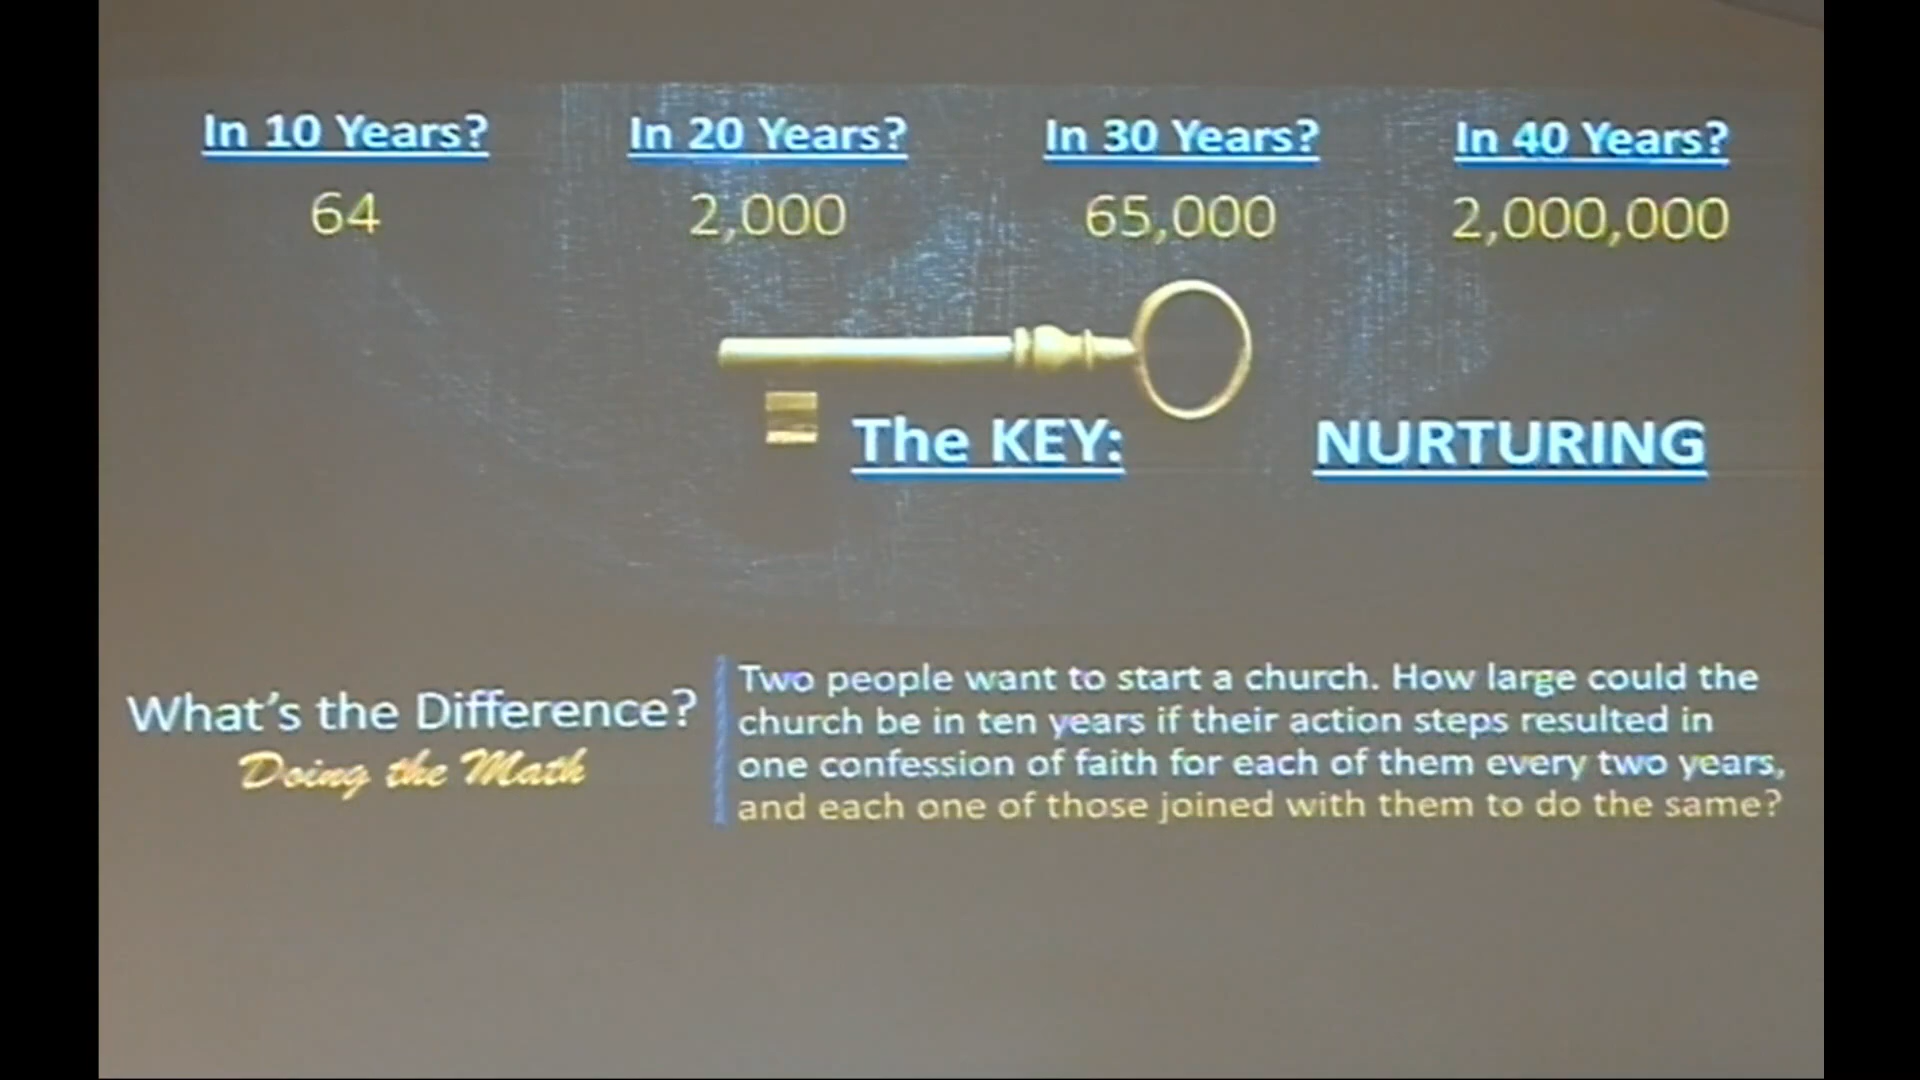 In 10 Years?
In 20 Years?
In 30 Years?
In 40 Years?
64
2,000
65,000
2,000,000
The KEY:
NURTURING
What's the Difference?
Doing the Math
Two people want to start a church. How large could the
church be in ten years if their action steps resulted in
one confession of faith for each of them every two years,
and each one of those joined with them to do the same?